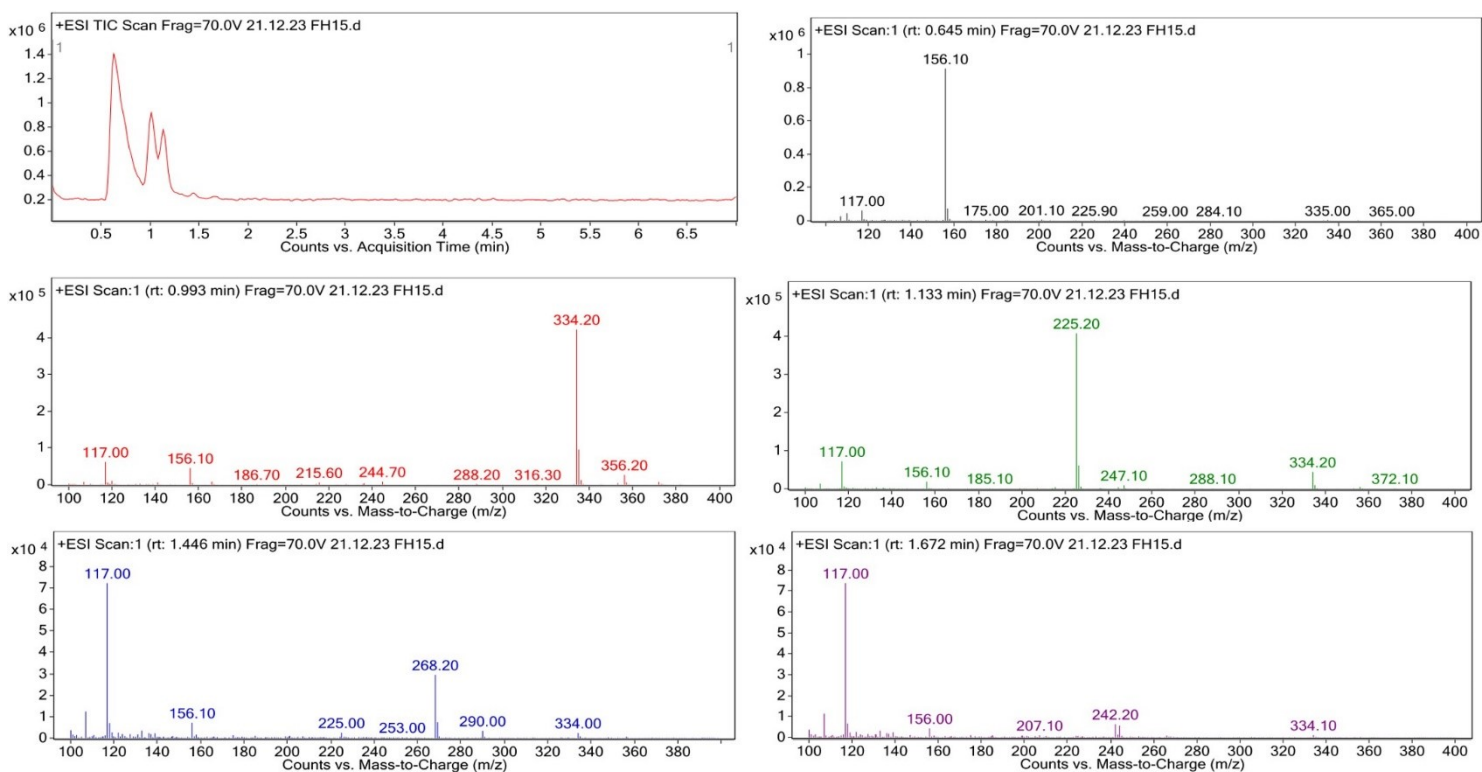 +ESI TIC Scan Frag=70.0V 21.12.23 FH15.d
x10 6
1 1
1.4
1.2
1
0.8
0.6
0.4
0.2
0.5 1 1.5 2 2.5 3 3.5 4 4.5 5 5.5 6 6.5
Counts vs. Acquisition Time (min)
+ESI Scan:1 (rt: 0.645 min) Frag=70.0V 21.12.23 FH15.d
x10 6
1
0.8
0.6
0.4
0.2
0
156.10
117.00 175.00 201.10 225.90 259.00 284.10 335.00 365.00
120 160 200 240 280 320 360 400
Counts vs. Mass-to-Charge (m/z)
+ESI Scan:1 (rt: 0.993 min) Frag=70.0V 21.12.23 FH15.d
x10 5
4
3
2
1
0
334.20
117.00 156.10 186.70 215.60 244.70 288.20 316.30 356.20
100 120 140 160 180 200 220 240 260 280 300 320 340 360 380 400
Counts vs. Mass-to-Charge (m/z)
+ESI Scan:1 (rt: 1.133 min) Frag=70.0V 21.12.23 FH15.d
x10 5
4
3
2
1
0
225.20
117.00 156.10 185.10 247.10 288.10 334.20 372.10
100 120 140 160 180 200 220 240 260 280 300 320 340 360 380 400
Counts vs. Mass-to-Charge (m/z)
+ESI Scan:1 (rt: 1.446 min) Frag=70.0V 21.12.23 FH15.d
x10 4
8
7
6
5
4
3
2
1
0
117.00
268.20
156.10 225.00 253.00 290.00 334.00
100 120 140 160 180 200 220 240 260 280 300 320 340 360 380
Counts vs. Mass-to-Charge (m/z)
+ESI Scan:1 (rt: 1.672 min) Frag=70.0V 21.12.23 FH15.d
x10 4
8
7
6
5
4
3
2
1
0
117.00
156.00 207.10 242.20 334.10
100 120 140 160 180 200 220 240 260 280 300 320 340 360 380 400
Counts vs. Mass-to-Charge (m/z)